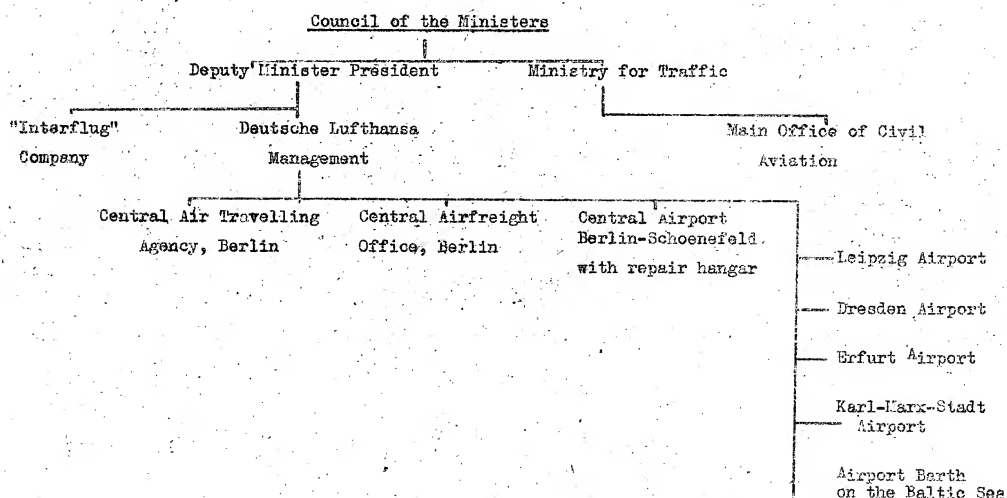 Council of the Ministers
Deputy Minister President
Ministry for Traffic
"Interflug"
Company
Deutsche Lufthansa
Management
Main Office of Civil
Aviation
Central Air Travelling
Agency, Berlin
Central Airfreight
Office, Berlin
Central Airport
Berlin-Schoenefeld
with repair hangar
Leipzig Airport
Dresden Airport
Erfurt Airport
Karl-Marx-Stadt
Airport
Airport Barth
on the Baltic Sea